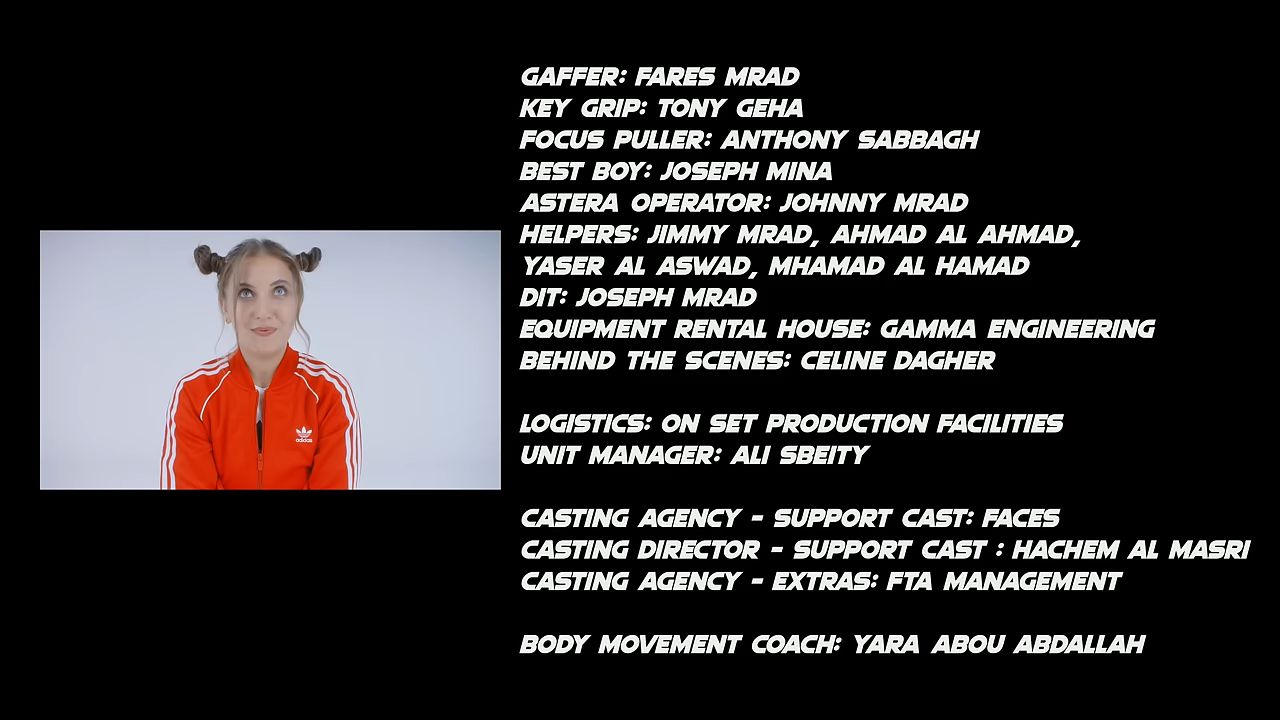 GAFFER: FARES MRAD
KEY GRIP: TONY GEHA
FOCUS PULLER: ANTHONY SABBAGH
BEST BOY: JOSEPH MINA
ASTERA OPERATOR: JOHNNY MRAD
HELPERS: JIMMY MRAD, AHMAD AL AHMAD,
YASER AL ASWAD, MHAMAD AL HAMAD
DIT: JOSEPH MRAD
EQUIPMENT RENTAL HOUSE: GAMMA ENGINEERING
BEHIND THE SCENES: CELINE DAGHER
LOGISTICS: ON SET PRODUCTION FACILITIES
UNIT MANAGER: ALI SBEITY
CASTING AGENCY - SUPPORT CAST: FACES
CASTING DIRECTOR - SUPPORT CAST : HACHEM AL MASRI
CASTING AGENCY - EXTRAS: FTA MANAGEMENT
BODY MOVEMENT COACH: YARA ABOU ABDALLAH
adidas